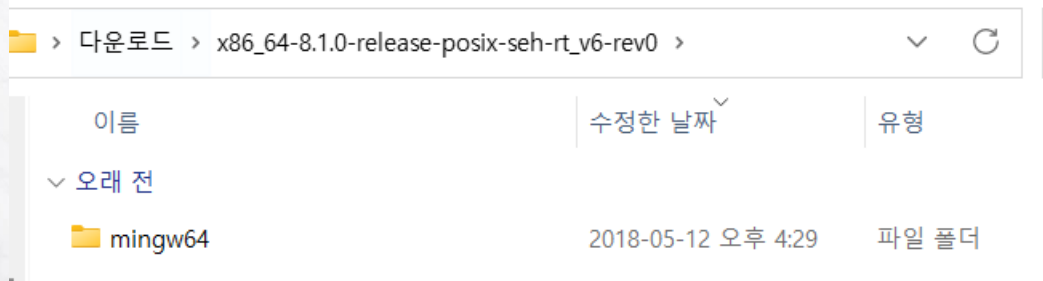 다운로드 > x86_64-8.1.0-release-posix-seh-rt_v6-rev0 >
이름 수정한 날짜 유형
오래 전
mingw64 2018-05-12 오후 4:29 파일 폴더